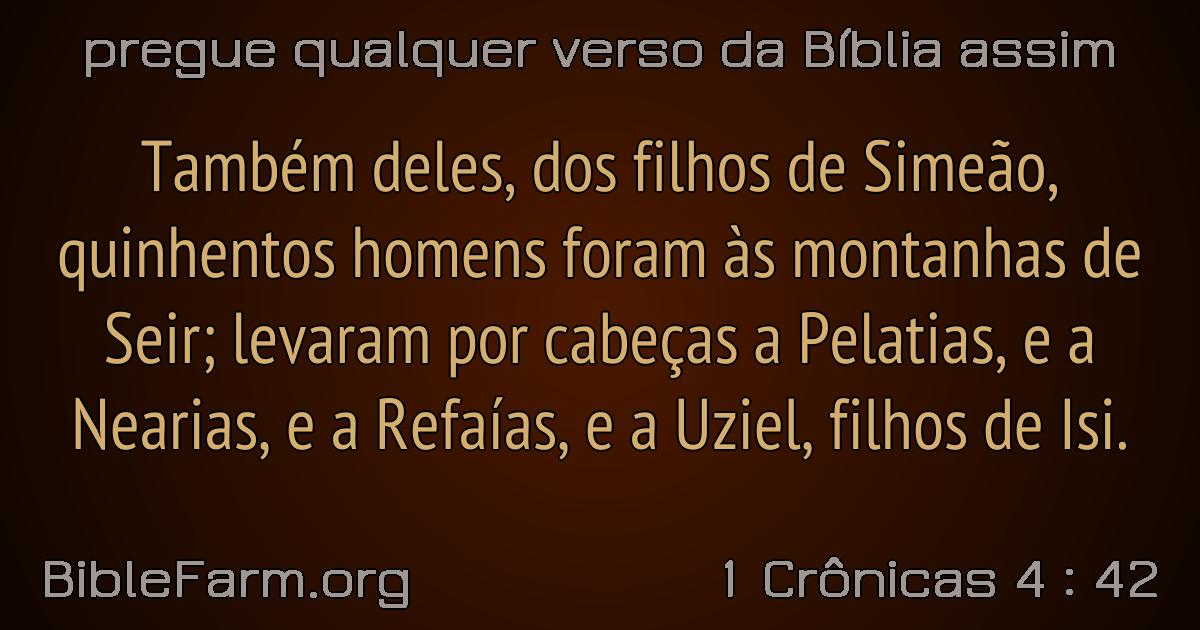 pregue qualquer verso da Bíblia assim
Também deles, dos filhos de Simeão,
quinhentos homens foram às montanhas de
Seir; levaram por cabeças a Pelatias, e a
Nearias, e a Refaías, e a Uziel, filhos de Isi.
BibleFarm.org
1 Crônicas 4 : 42